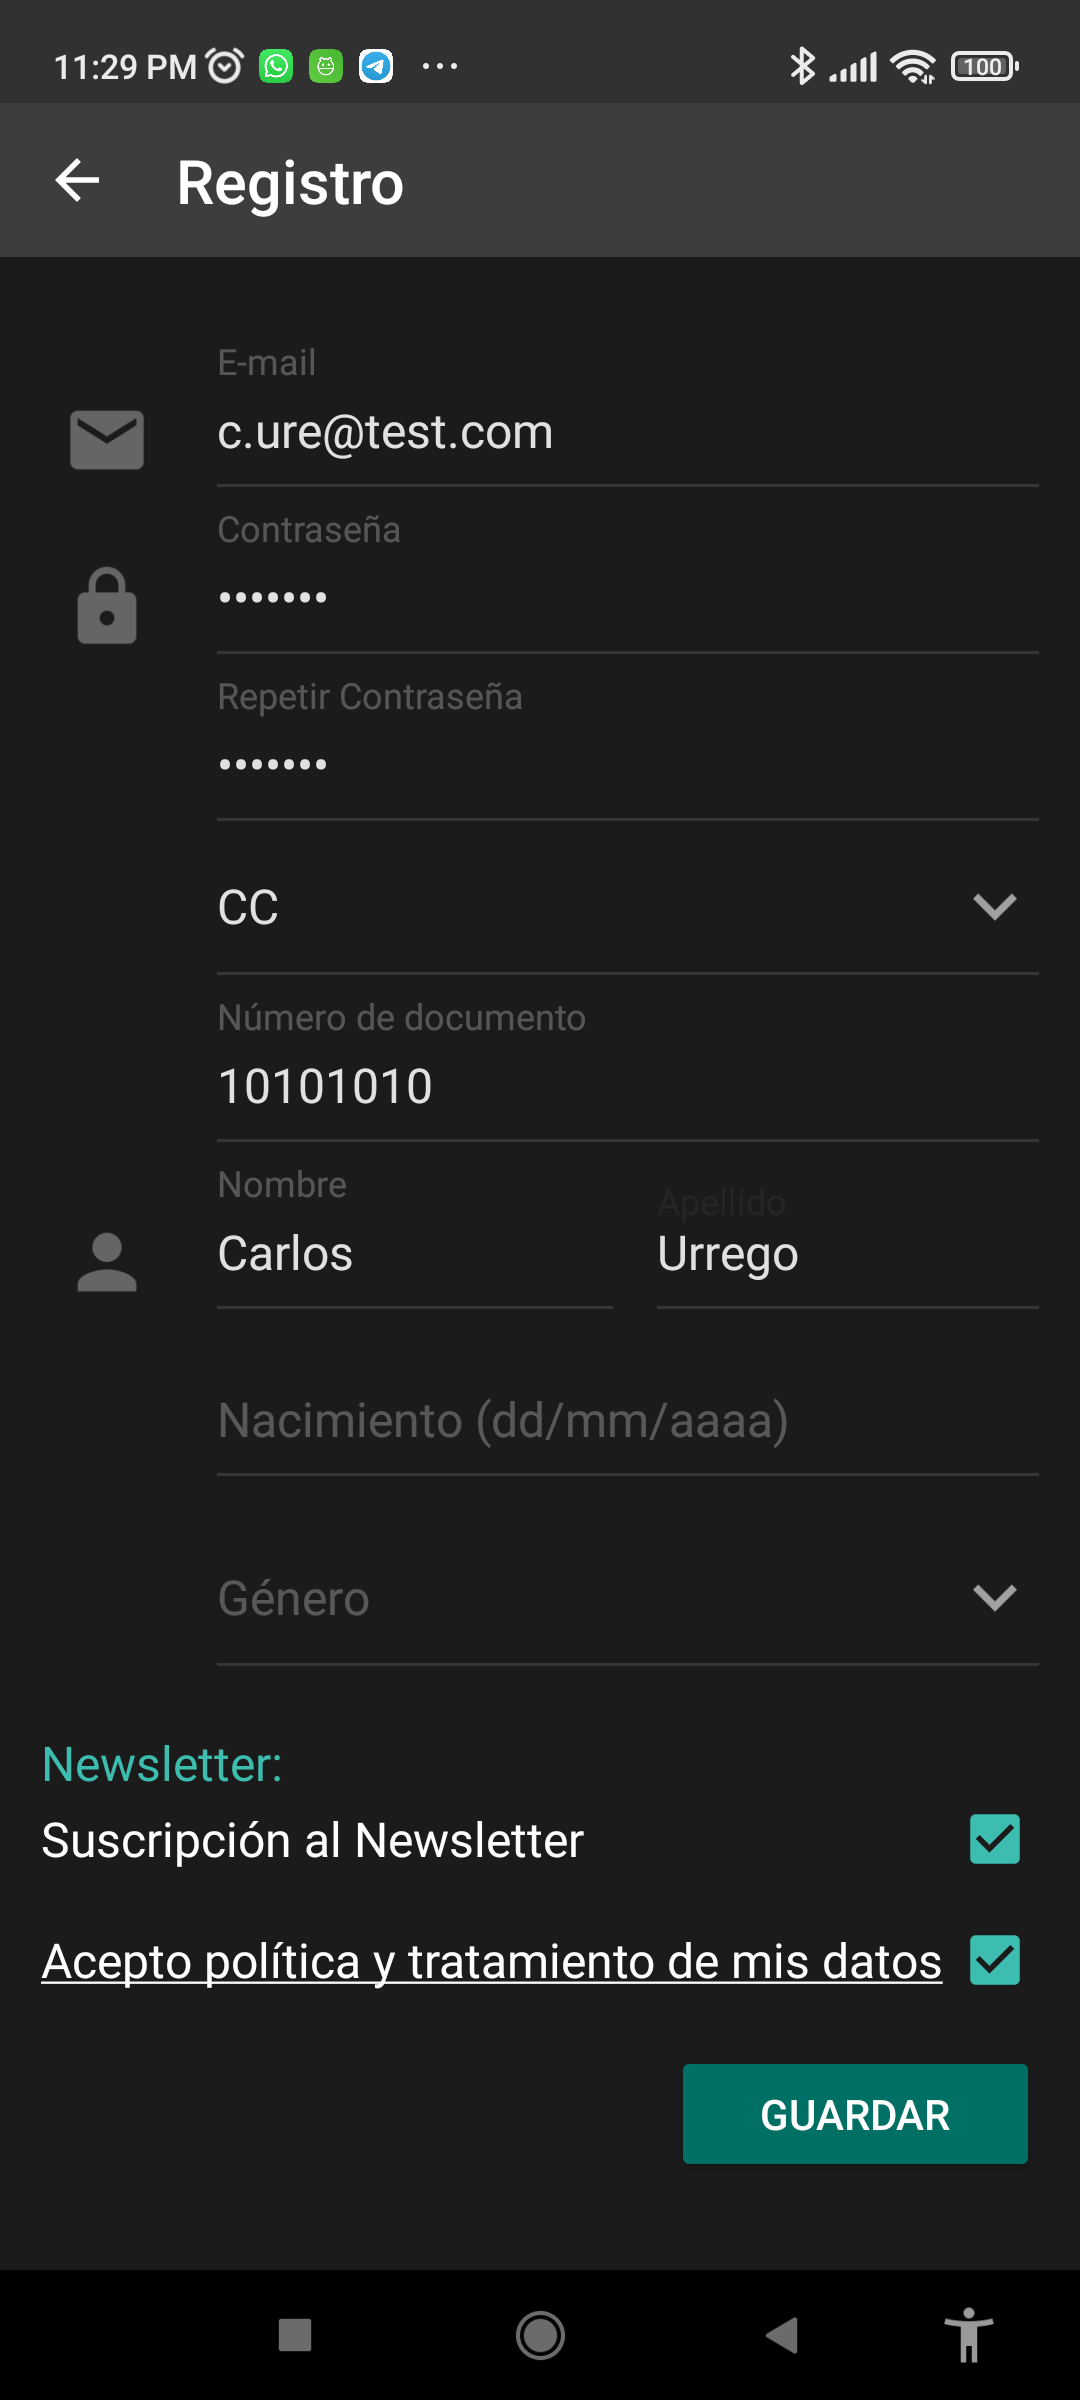 11:29 PM
100
Registro
E-mail
c.ure@test.com
Contraseña
•••••••
Repetir Contraseña
•••••••
CC
Número de documento
10101010
Nombre
Apellido
Carlos
Urrego
Nacimiento (dd/mm/aaaa)
Género
Newsletter:
Suscripción al Newsletter
Acepto política y tratamiento de mis datos
GUARDAR